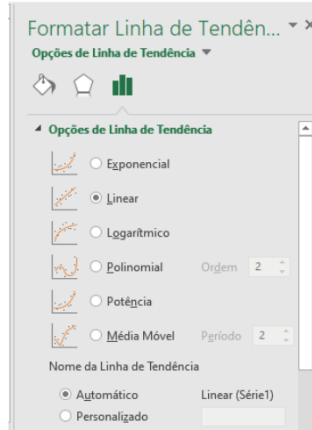 Formatar Linha de Tendên...
Opções de Linha de Tendência
Opções de Linha de Tendência
Exponencial
Linear
Logarítmico
Polinomial Ordem 2
Potência
Média Móvel Período 2
Nome da Linha de Tendência
Automático Linear (Série1)
Personalizado